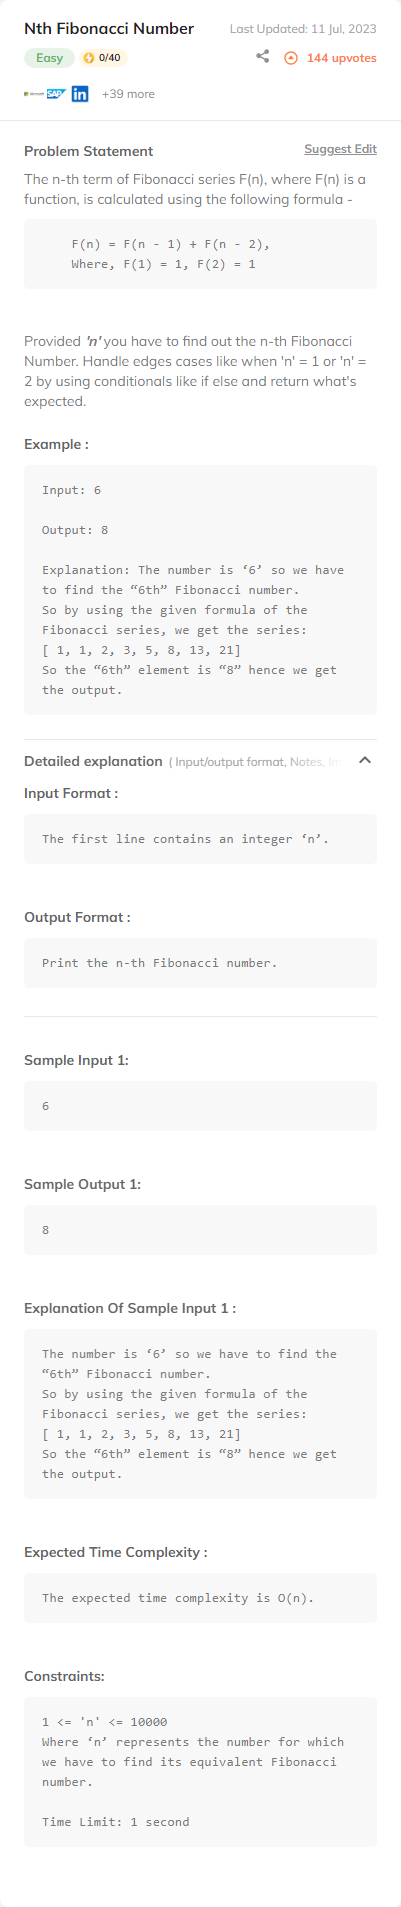 Nth Fibonacci Number
Last Updated: 11 Jul, 2023
Easy
0/40
144 upvotes
Microsoft
SAP
in
+39 more
Problem Statement
Suggest Edit
The n-th term of Fibonacci series F(n), where F(n) is a
function, is calculated using the following formula -
F(n) = F(n - 1) + F(n - 2),
Where, F(1) = 1, F(2) = 1
Provided 'n' you have to find out the n-th Fibonacci
Number. Handle edges cases like when 'n' = 1 or 'n' =
2 by using conditionals like if else and return what's
expected.
Example :
Input: 6
Output: 8
Explanation: The number is ‘6’ so we have
to find the “6th” Fibonacci number.
So by using the given formula of the
Fibonacci series, we get the series:
[ 1, 1, 2, 3, 5, 8, 13, 21]
So the “6th” element is “8” hence we get
the output.
Detailed explanation ( Input/output format, Notes, Im
Input Format :
The first line contains an integer ‘n’.
Output Format :
Print the n-th Fibonacci number.
Sample Input 1:
6
Sample Output 1:
8
Explanation Of Sample Input 1 :
The number is ‘6’ so we have to find the
“6th” Fibonacci number.
So by using the given formula of the
Fibonacci series, we get the series:
[ 1, 1, 2, 3, 5, 8, 13, 21]
So the “6th” element is “8” hence we get
the output.
Expected Time Complexity :
The expected time complexity is O(n).
Constraints:
1 <= 'n' <= 10000
Where ‘n’ represents the number for which
we have to find its equivalent Fibonacci
number.
Time Limit: 1 second